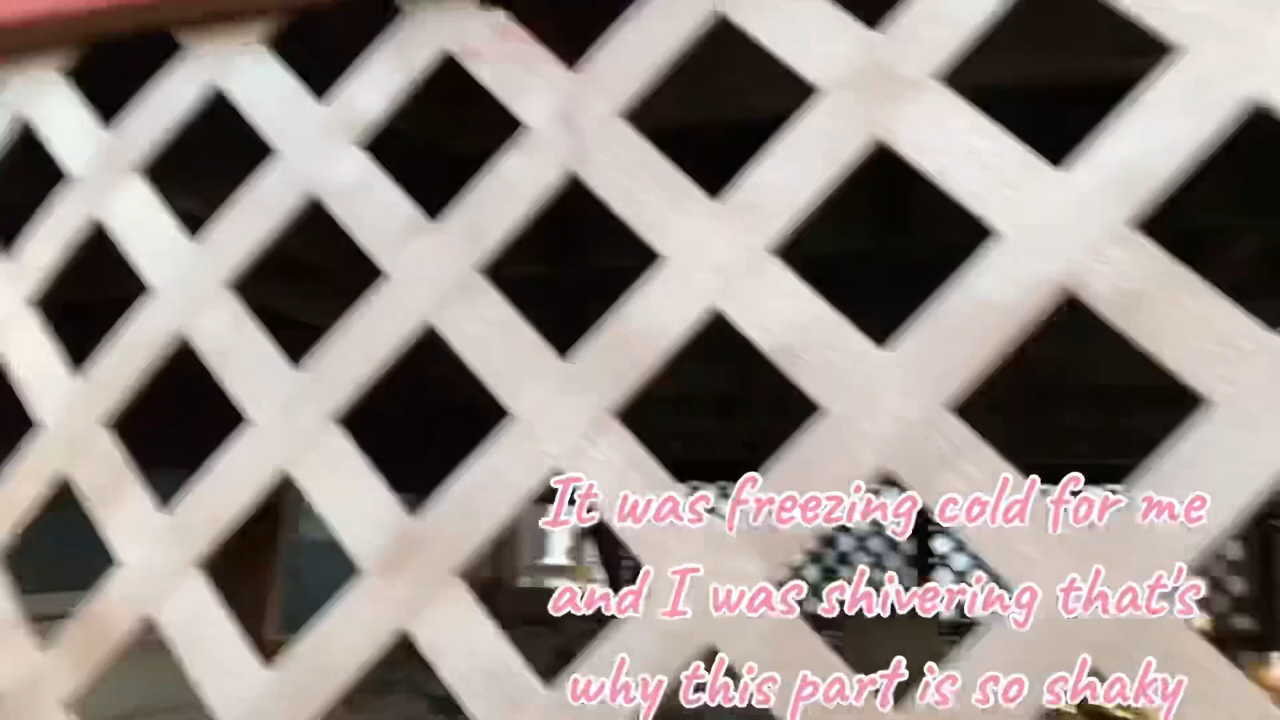 It was freezing cold for me
and I was shivering that's
why this part is so shaky